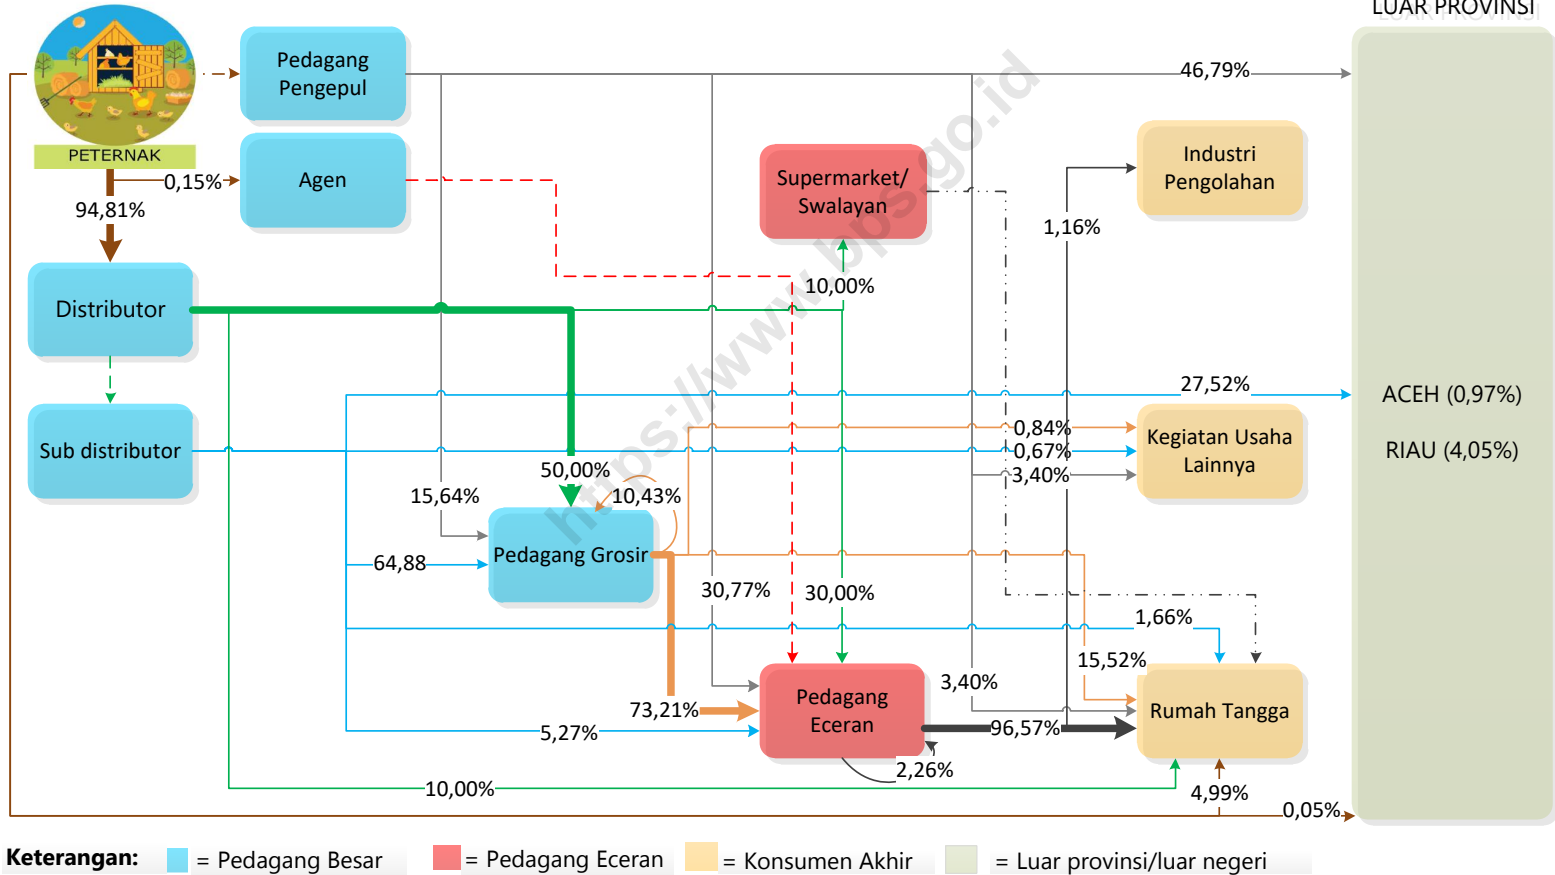 LUAR PROVINSI
Pedagang
Pengepul
46,79%
PETERNAK
0,15%
Agen
Supermarket/
Swalayan
Industri
Pengolahan
94,81%
1,16%
10,00%
Distributor
27,52%
ACEH (0,97%)
0,84%
Kegiatan Usaha
Lainnya
Sub distributor
0,67%
RIAU (4,05%)
50,00%
3,40%
15,64%
10,43%
Pedagang Grosir
64,88
30,77%
30,00%
1,66%
15,52%
3,40%
Pedagang
Eceran
73,21%
Rumah Tangga
5,27%
96,57%
2,26%
10,00%
4,99%
0,05%
https://www.bps.go.id
Keterangan: = Pedagang Besar = Pedagang Eceran = Konsumen Akhir = Luar provinsi/luar negeri